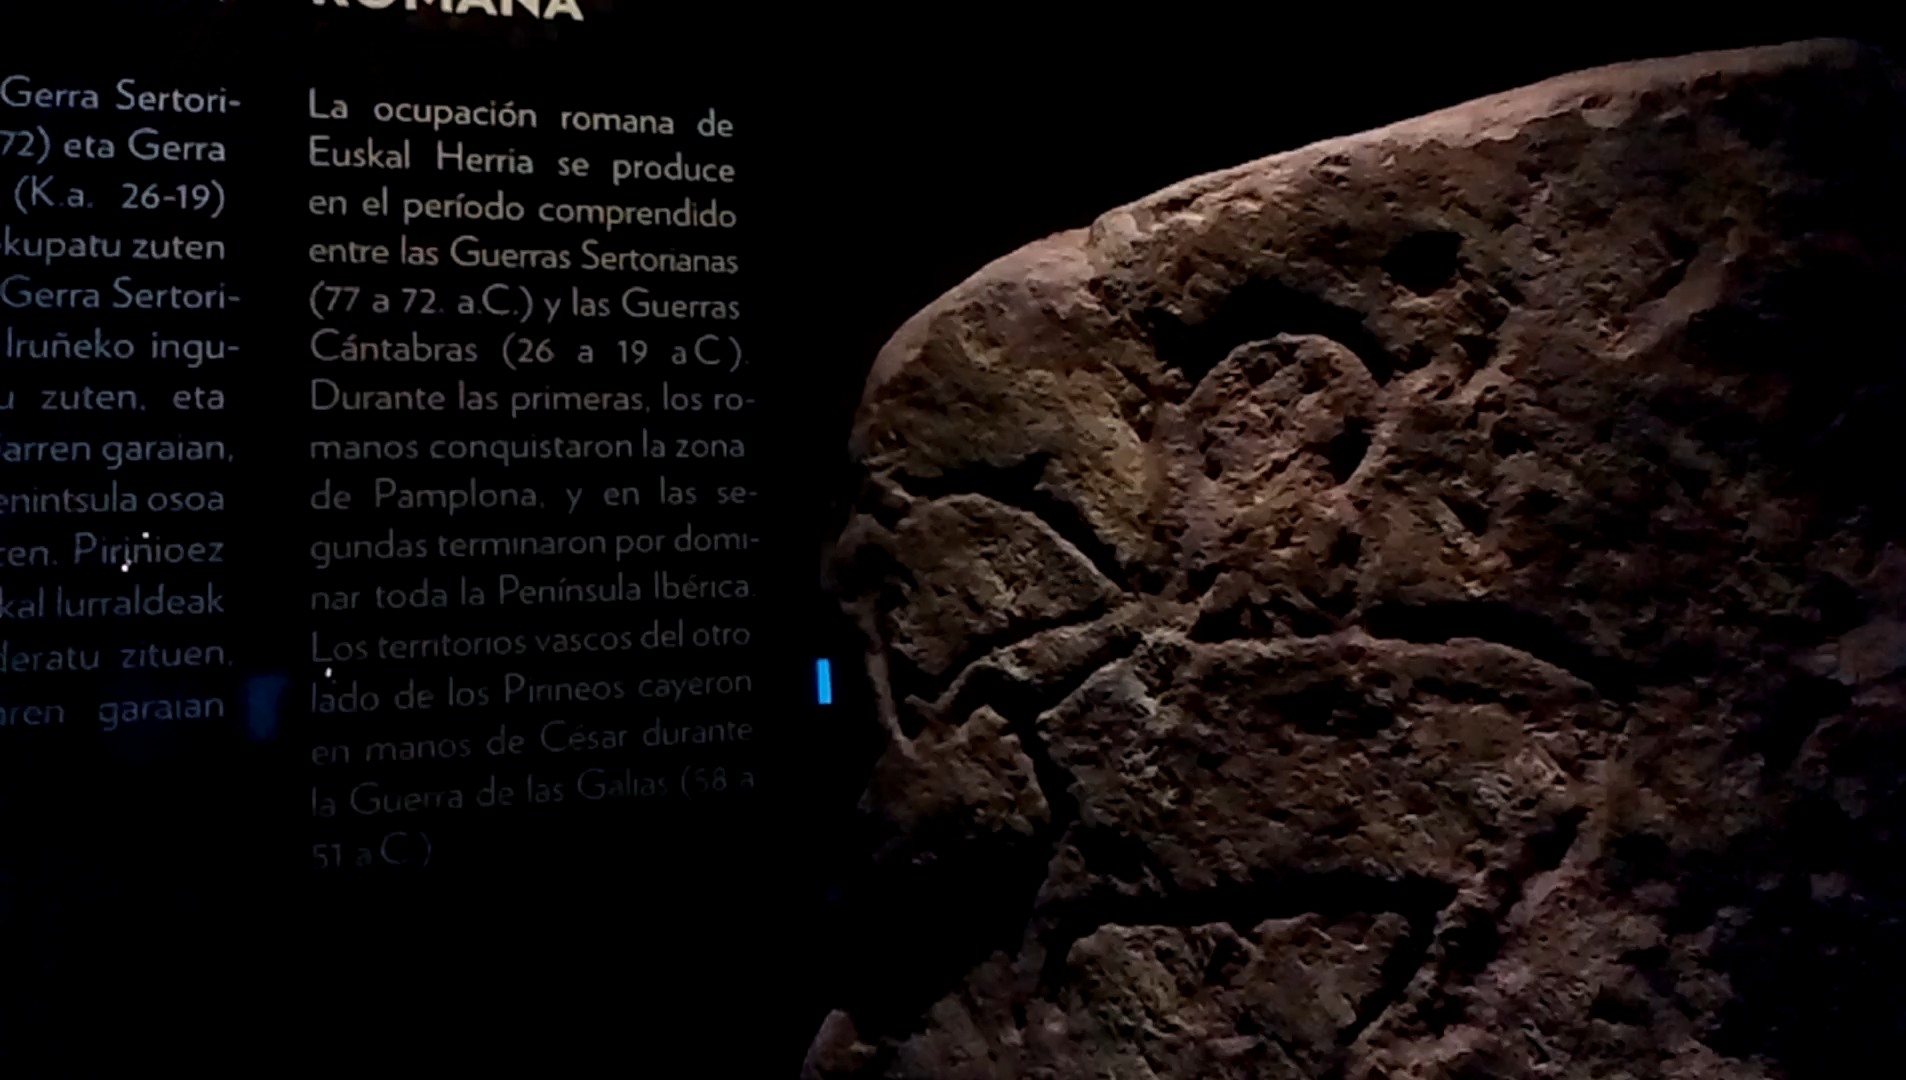 ROMANA
Gerra Sertori-
72) eta Gerra
(K.a. 26-19)
kupatu zuten
Gerra Sertori-
Iruñeko ingu-
u zuten, eta
arren garaian,
enintsula osoa
en. Pirinioez
kal lurraldeak
deratu zituen,
aren garaian
La ocupación romana de
Euskal Herria se produce
en el período comprendido
entre las Guerras Sertorianas
(77 a 72. a.C.) y las Guerras
Cántabras (26 a 19 aC).
Durante las primeras, los ro-
manos conquistaron la zona
de Pamplona, y en las se-
gundas terminaron por domi-
nar toda la Península Ibérica.
Los territorios vascos del otro
lado de los Pirineos cayeron
en manos de César durante
la Guerra de las Galias (58 a
51 aC)